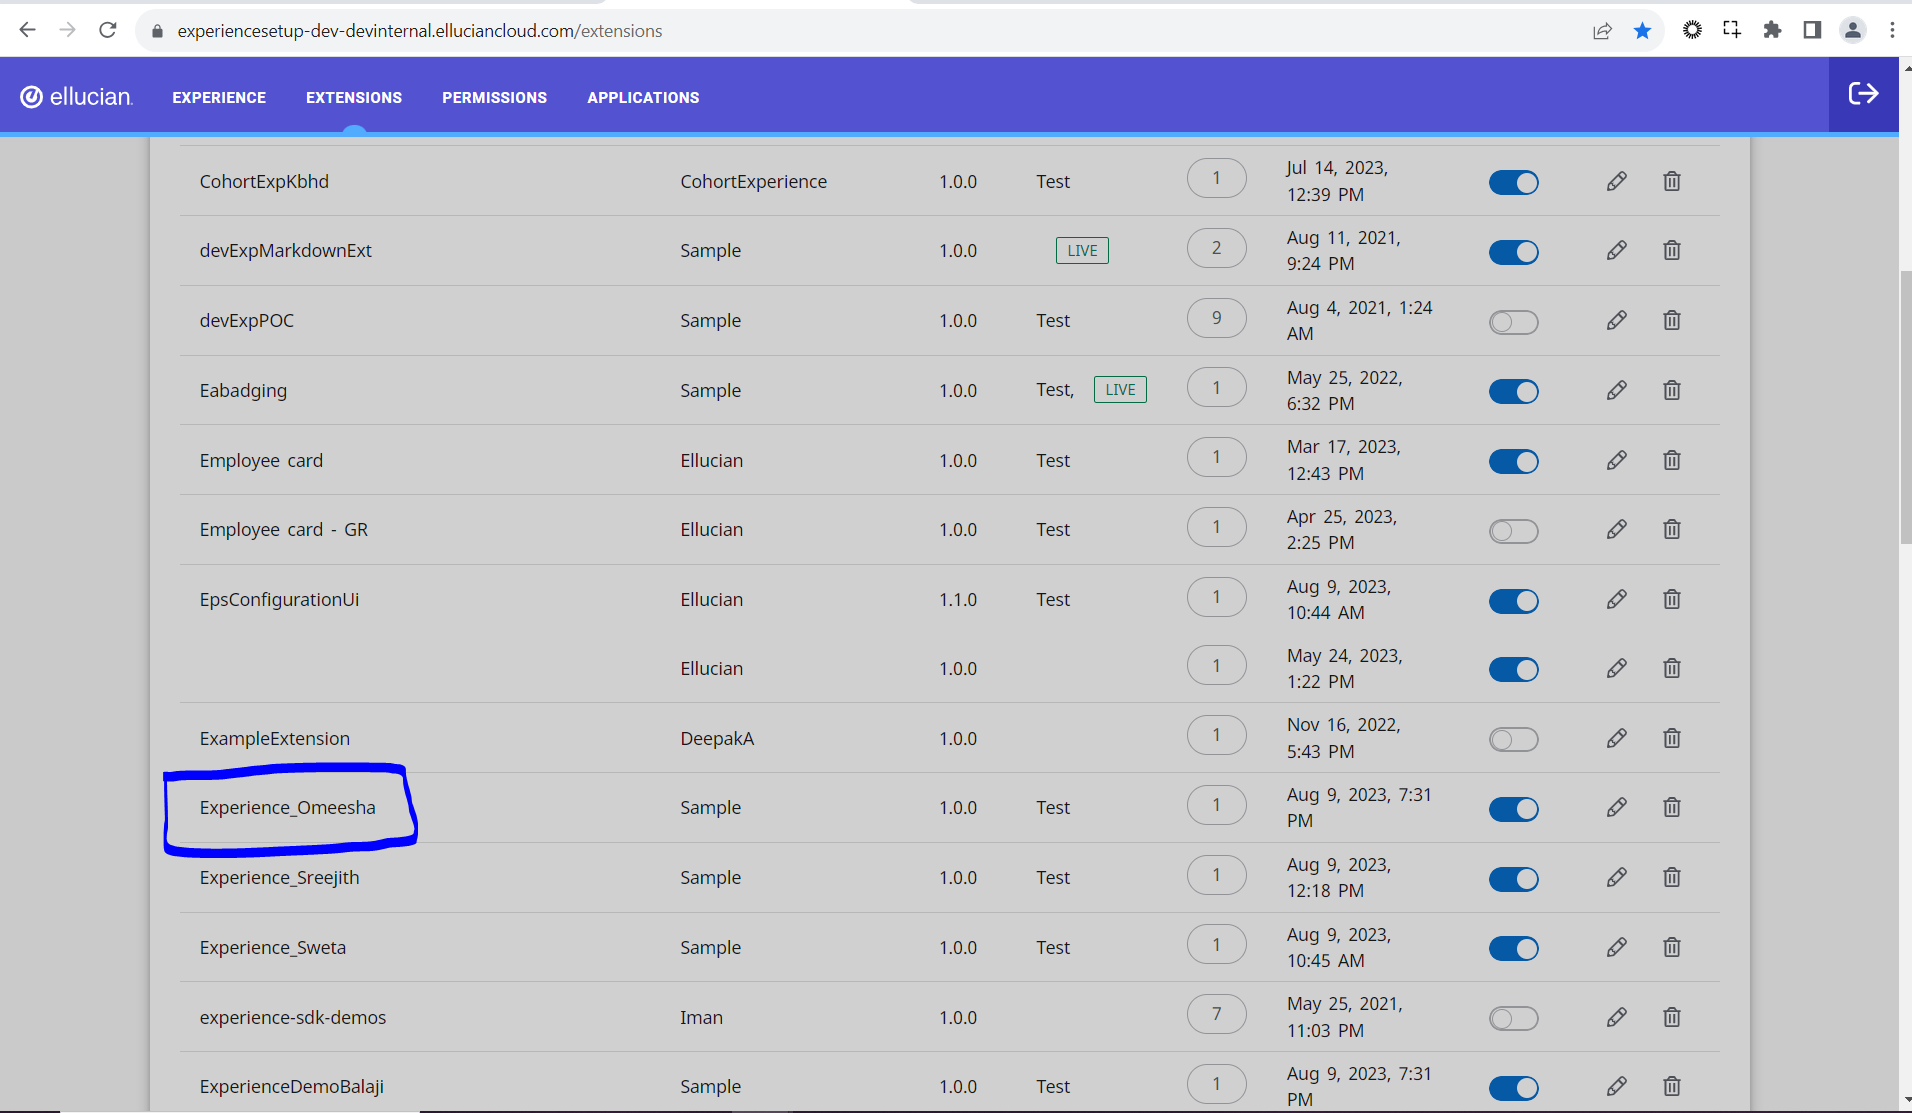 experiencesetup-dev-devinternal.elluciancloud.com/extensions
ellucian. EXPERIENCE EXTENSIONS PERMISSIONS APPLICATIONS
CohortExpKbhd CohortExperience 1.0.0 Test 1 Jul 14, 2023,
12:39 PM
devExpMarkdownExt Sample 1.0.0 LIVE 2 Aug 11, 2021,
9:24 PM
devExpPOC Sample 1.0.0 Test 9 Aug 4, 2021, 1:24
AM
Eabadging Sample 1.0.0 Test, LIVE 1 May 25, 2022,
6:32 PM
Employee card Ellucian 1.0.0 Test 1 Mar 17, 2023,
12:43 PM
Employee card - GR Ellucian 1.0.0 Test 1 Apr 25, 2023,
2:25 PM
EpsConfigurationUi Ellucian 1.1.0 Test 1 Aug 9, 2023,
10:44 AM
Ellucian 1.0.0 1 May 24, 2023,
1:22 PM
ExampleExtension DeepakA 1.0.0 1 Nov 16, 2022,
5:43 PM
Experience_Omeesha Sample 1.0.0 Test 1 Aug 9, 2023, 7:31
PM
Experience_Sreejith Sample 1.0.0 Test 1 Aug 9, 2023,
12:18 PM
Experience_Sweta Sample 1.0.0 Test 1 Aug 9, 2023,
10:45 AM
experience-sdk-demos Iman 1.0.0 7 May 25, 2021,
11:03 PM
ExperienceDemoBalaji Sample 1.0.0 Test 1 Aug 9, 2023, 7:31
PM